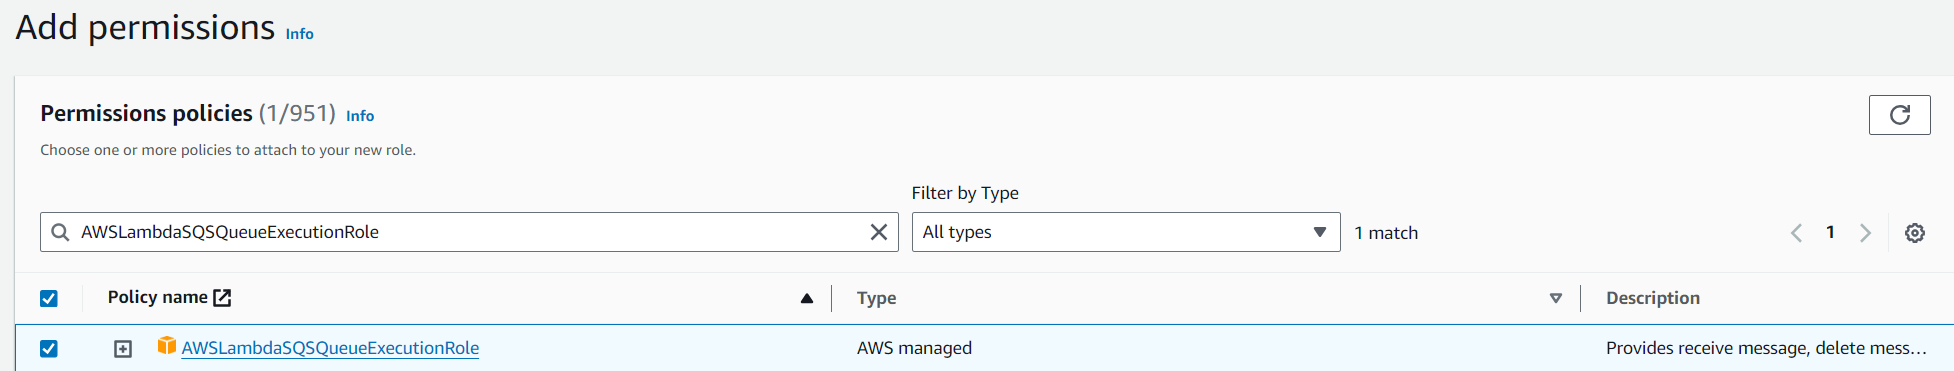 Add permissions Info
Permissions policies (1/951) Info
Choose one or more policies to attach to your new role.
Filter by Type
AWSLambdaSQSQueueExecutionRole
All types
1 match
1
Policy name
Type
Description
AWSLambdaSQSQueueExecutionRole
AWS managed
Provides receive message, delete mess…